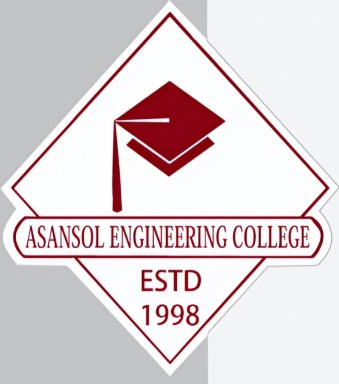 ASANSOL ENGINEERING COLLEGE
ESTD
1998